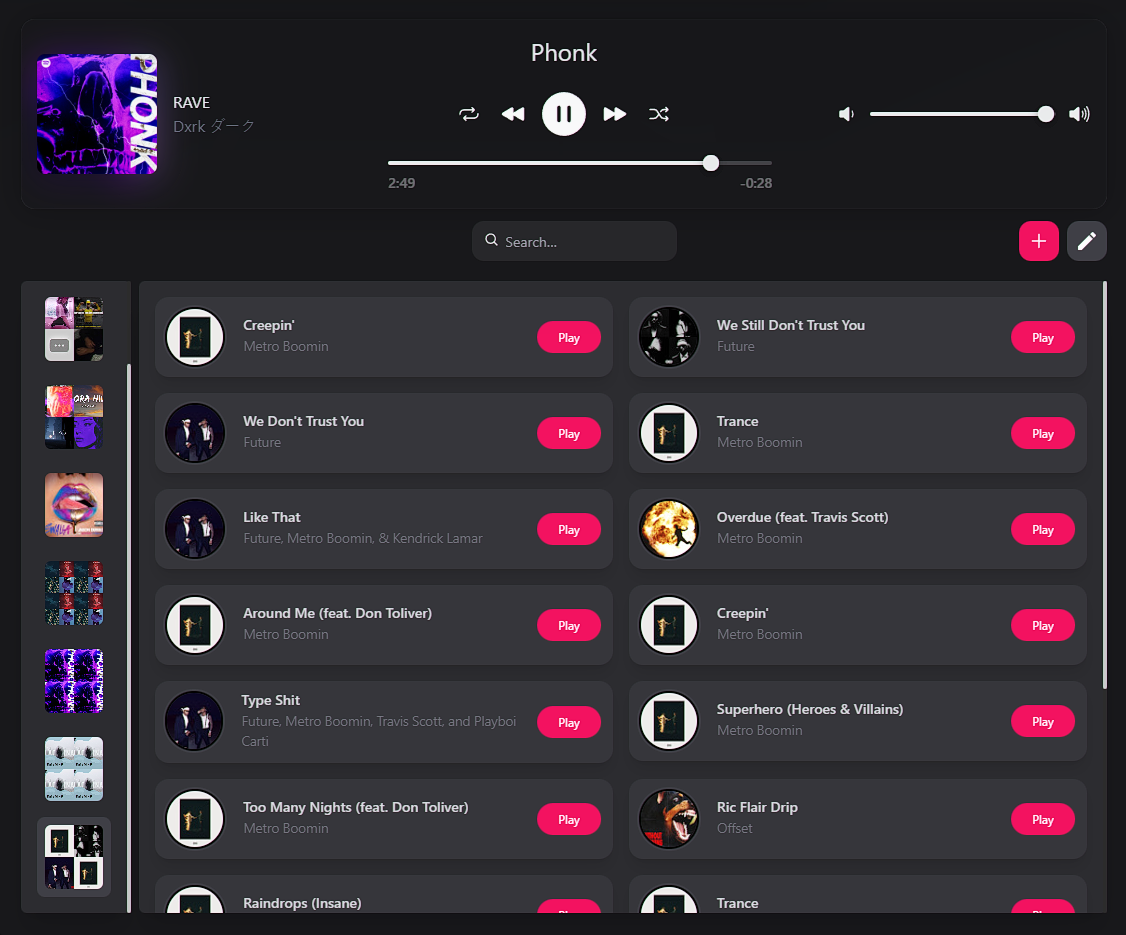 Phonk
PHONK
RAVE
Dxrk ダーク
2:49
-0:28
Search...
Creepin'
Metro Boomin
Play
We Still Don't Trust You
Future
Play
We Don't Trust You
Future
Play
Trance
Metro Boomin
Play
Like That
Future, Metro Boomin, & Kendrick Lamar
Play
Overdue (feat. Travis Scott)
Metro Boomin
Play
Around Me (feat. Don Toliver)
Metro Boomin
Play
Creepin'
Metro Boomin
Play
Type Shit
Future, Metro Boomin, Travis Scott, and Playboi
Carti
Play
Superhero (Heroes & Villains)
Metro Boomin
Play
Too Many Nights (feat. Don Toliver)
Metro Boomin
Play
Ric Flair Drip
Offset
Play
Raindrops (Insane)
Trance